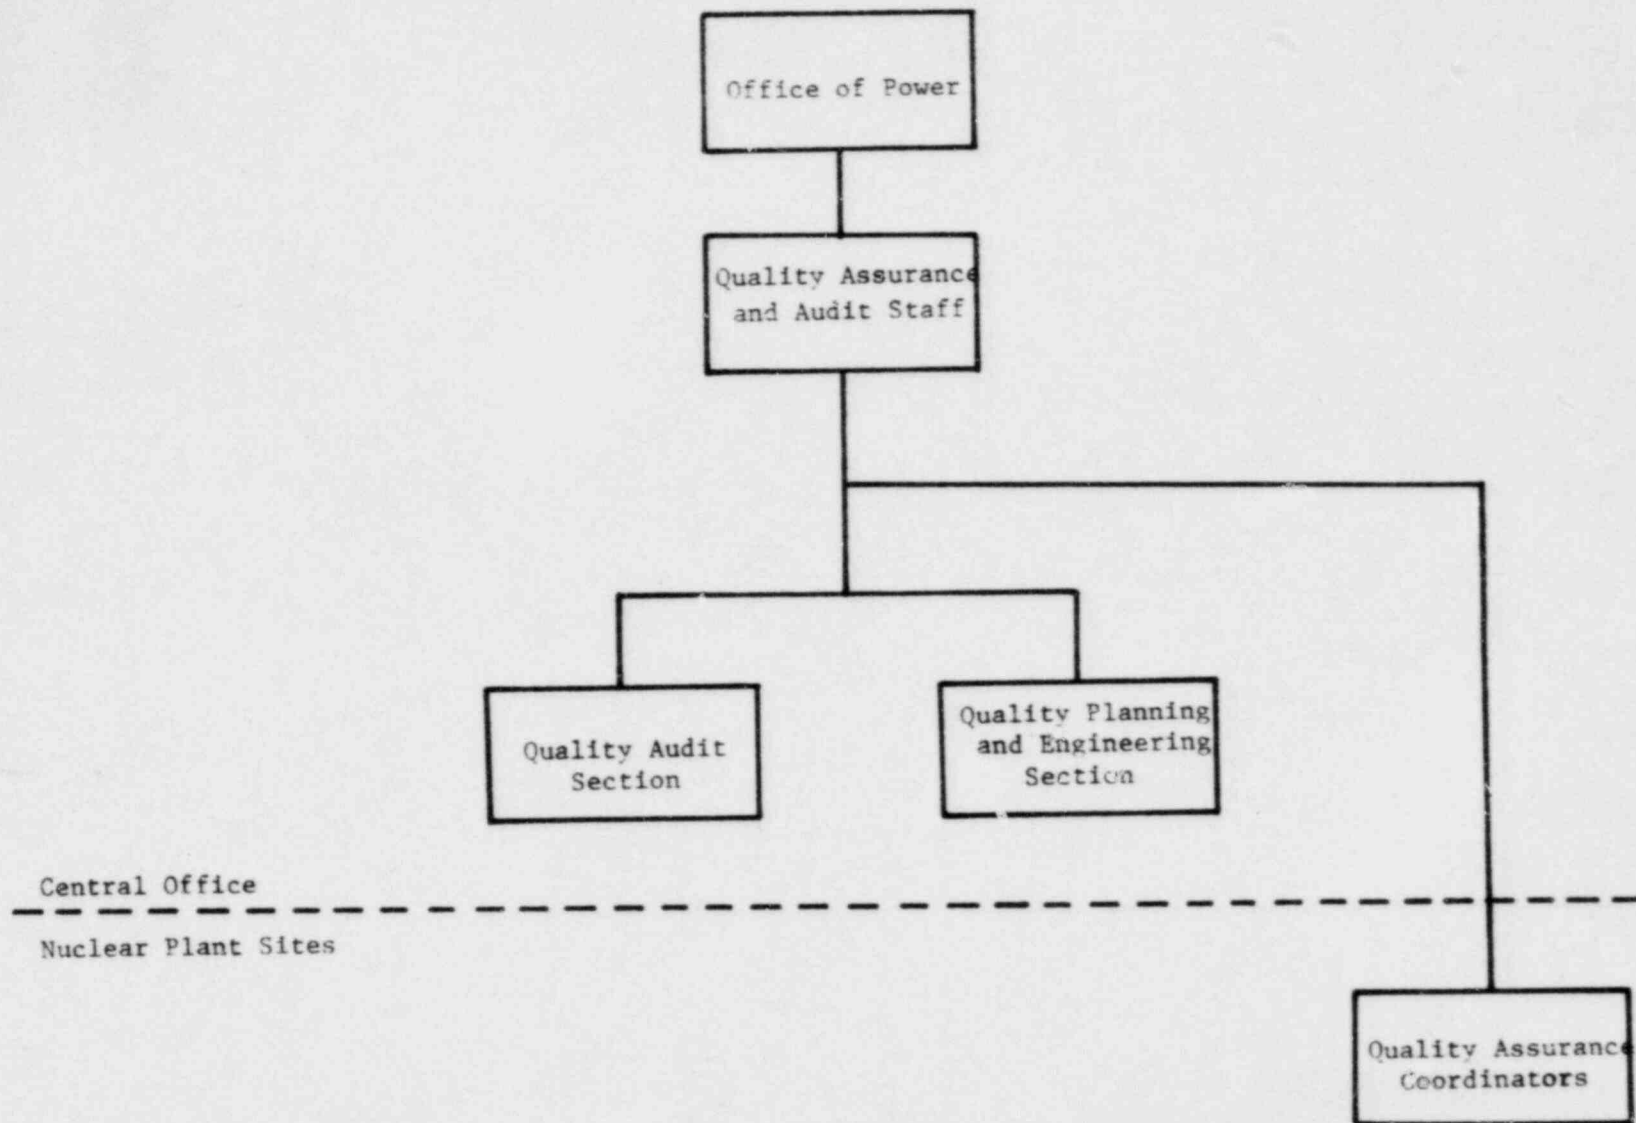 Office of Power
Quality Assurance
and Audit Staff
Quality Audit
Section
Quality Planning
and Engineering
Section
Central Office
Nuclear Plant Sites
Quality Assurance
Coordinators